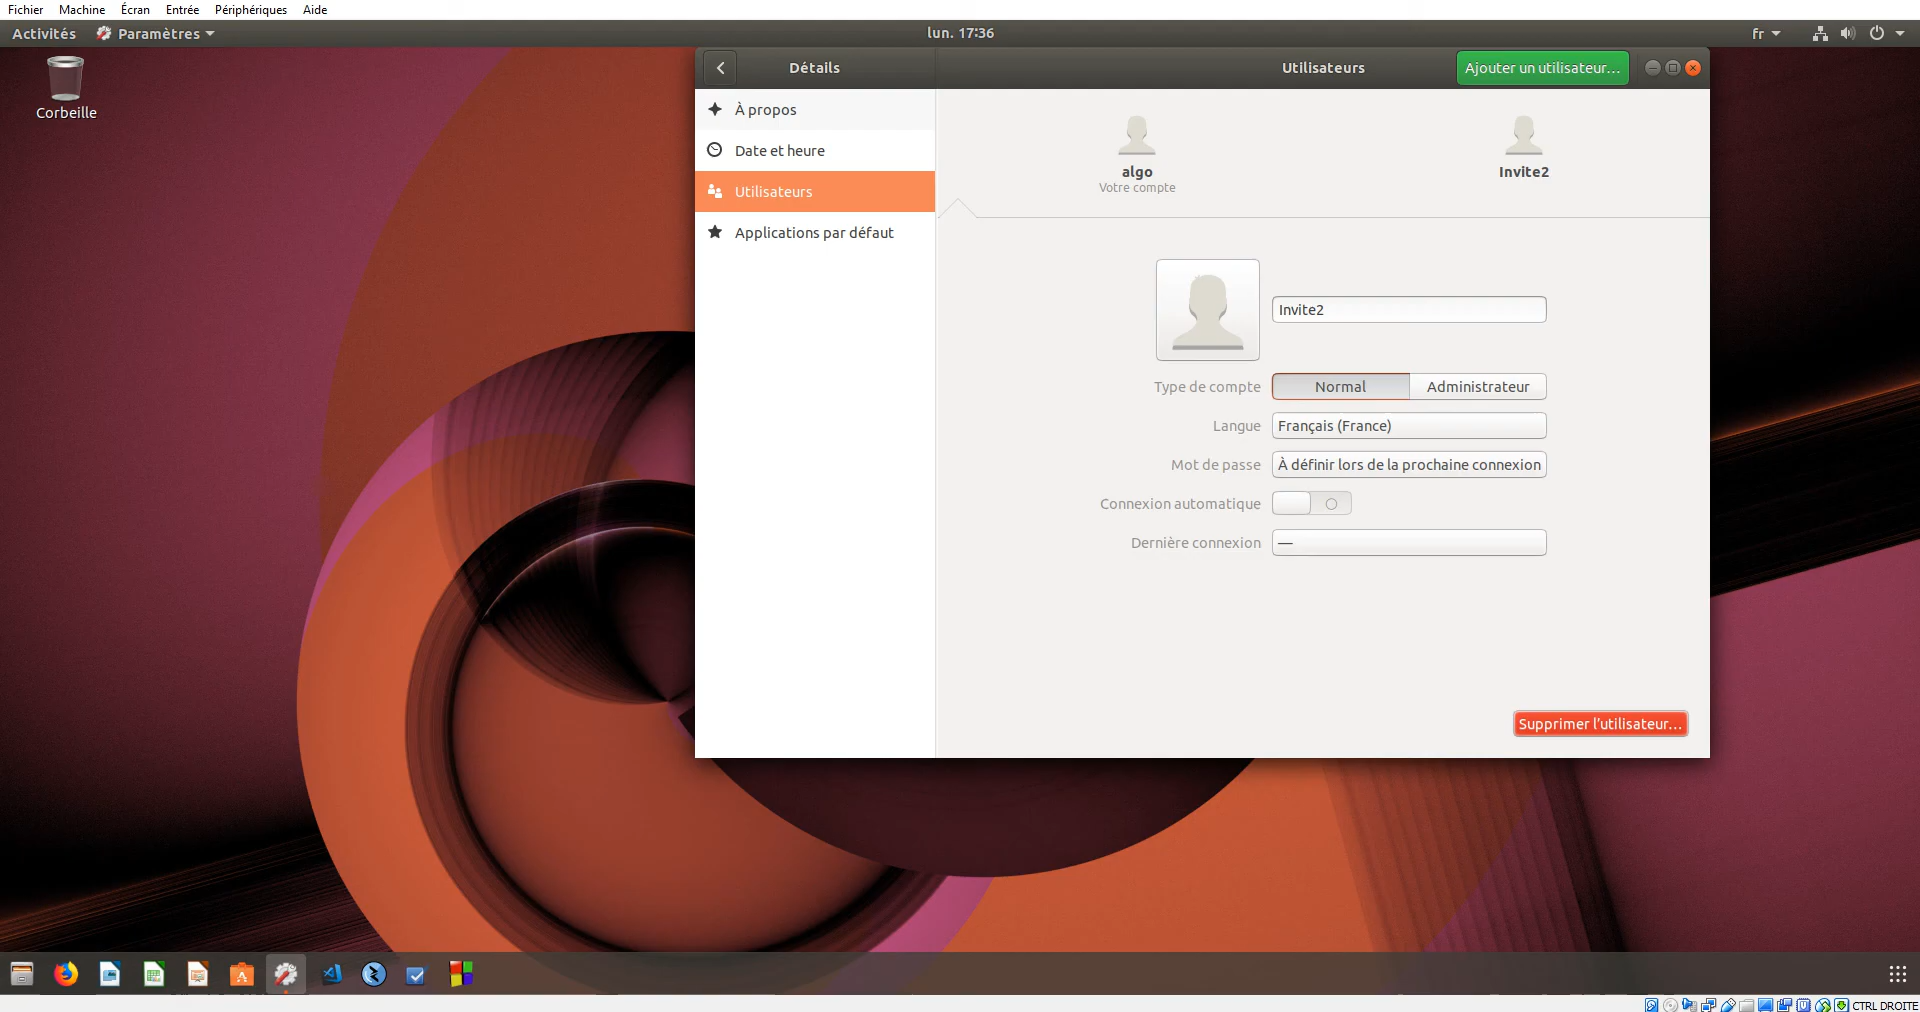 Fichier Machine Écran Entrée Périphériques Aide
Activités Paramètres lun. 17:36 fr
Corbeille
Détails Utilisateurs Ajouter un utilisateur…
À propos
Date et heure
Utilisateurs
Applications par défaut
algo Invite2
Votre compte
Invite2
Type de compte Normal Administrateur
Langue Français (France)
Mot de passe À définir lors de la prochaine connexion
Connexion automatique
Dernière connexion —
Supprimer l’utilisateur…
CTRL DROITE